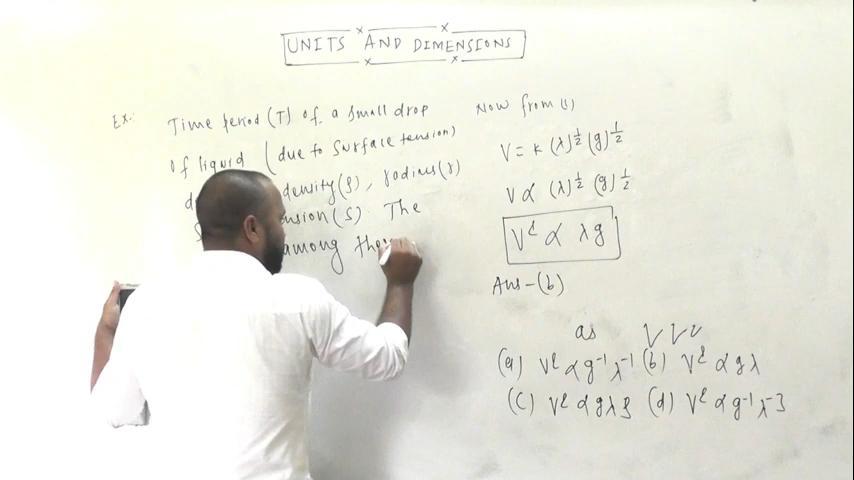 UNITS AND DIMENSIONS
Ex:
Time period (T) of a small drop
of liquid (due to surface tension)
density (ρ), radius (r)
(S). The
among
Now from (1)
V = K (λ)^1/2 (g)^1/2
V ∝ (λ)^1/2 (g)^1/2
V² ∝ λg
Ans - (b)
as
(a) V² ∝ g⁻¹ λ⁻¹ (b) V² ∝ gλ
(c) V² ∝ gλρ (d) V² ∝ g⁻¹ λ⁻³